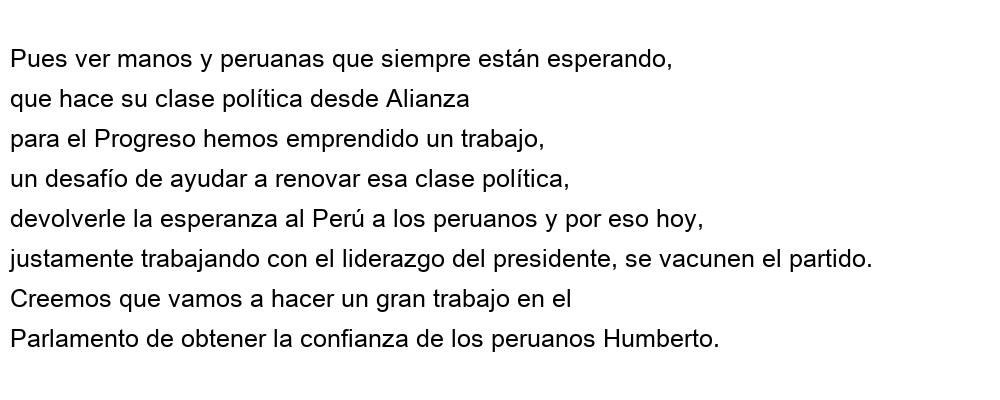 Pues ver manos y peruanas que siempre están esperando,
que hace su clase política desde Alianza
para el Progreso hemos emprendido un trabajo,
un desafío de ayudar a renovar esa clase política,
devolverle la esperanza al Perú a los peruanos y por eso hoy,
justamente trabajando con el liderazgo del presidente, se vacunen el partido.
Creemos que vamos a hacer un gran trabajo en el
Parlamento de obtener la confianza de los peruanos Humberto.